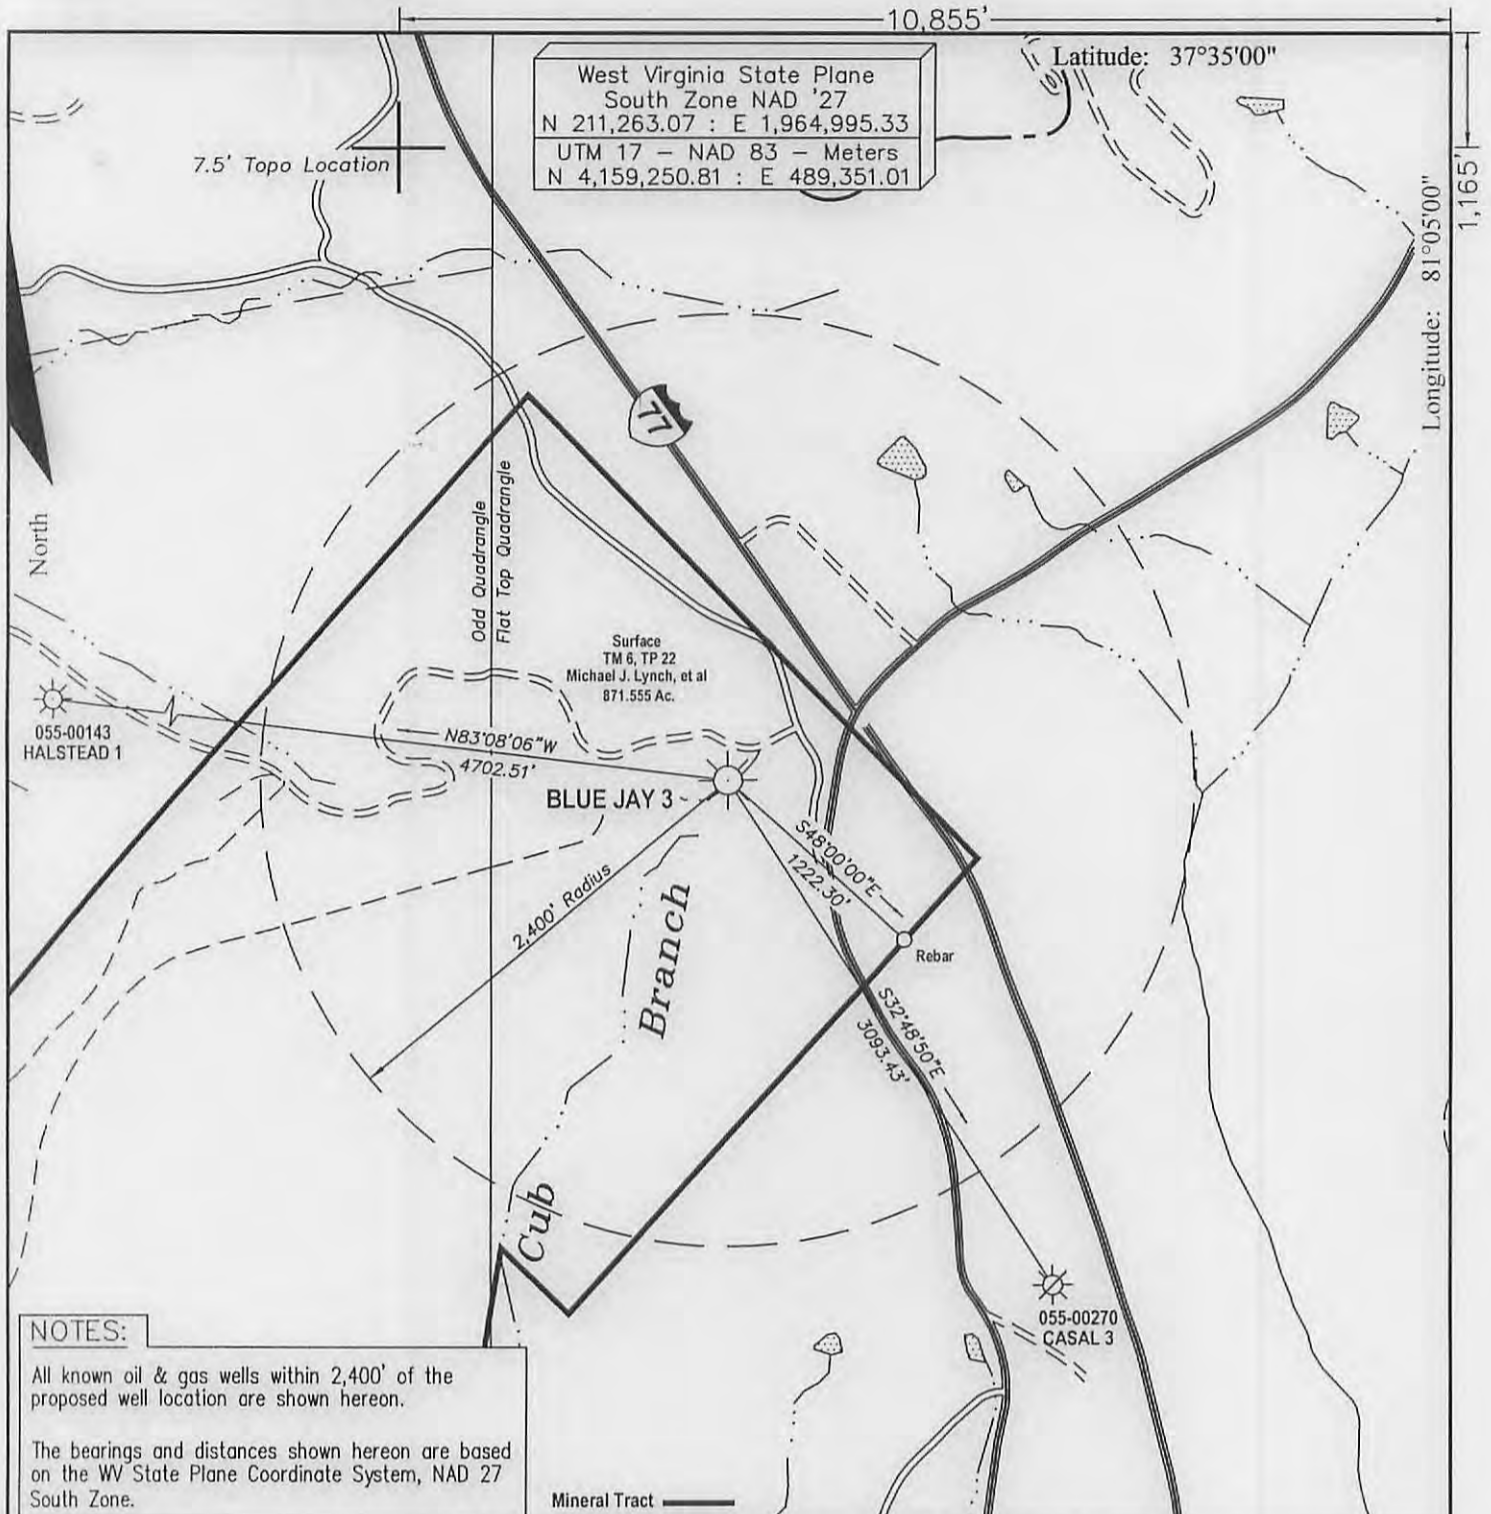 10,855'
Latitude: 37°35'00"
West Virginia State Plane
South Zone NAD '27
N 211,263.07 : E 1,964,995.33
UTM 17 – NAD 83 – Meters
N 4,159,250.81 : E 489,351.01
7.5' Topo Location
1,165'
Longitude: 81°05'00"
77
North
Odd Quadrangle
Flat Top Quadrangle
Surface
TM 6, TP 22
Michael J. Lynch, et al
871.555 Ac.
055-00143
HALSTEAD 1
N83°08'06"W
4702.51'
BLUE JAY 3
S48°00'00"E
1222.30'
2,400' Radius
Branch
Rebar
S32°48'50"E
3093.43'
Cub
055-00270
CASAL 3
NOTES:
All known oil & gas wells within 2,400' of the
proposed well location are shown hereon.
The bearings and distances shown hereon are based
on the WV State Plane Coordinate System, NAD 27
South Zone.
Mineral Tract